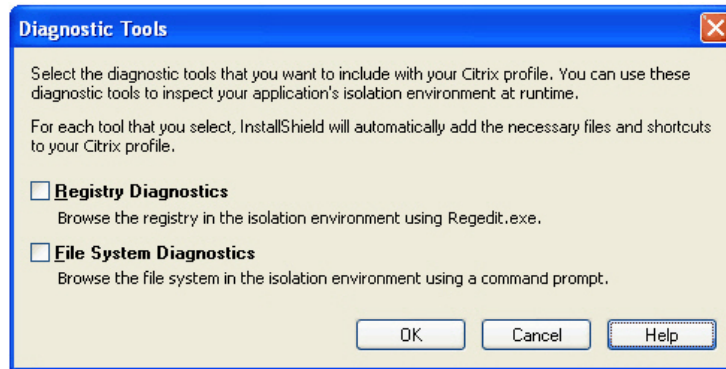 Diagnostic Tools
Select the diagnostic tools that you want to include with your Citrix profile. You can use these
diagnostic tools to inspect your application's isolation environment at runtime.
For each tool that you select, InstallShield will automatically add the necessary files and shortcuts
to your Citrix profile.
Registry Diagnostics
Browse the registry in the isolation environment using Regedit.exe.
File System Diagnostics
Browse the file system in the isolation environment using a command prompt.
OK Cancel Help